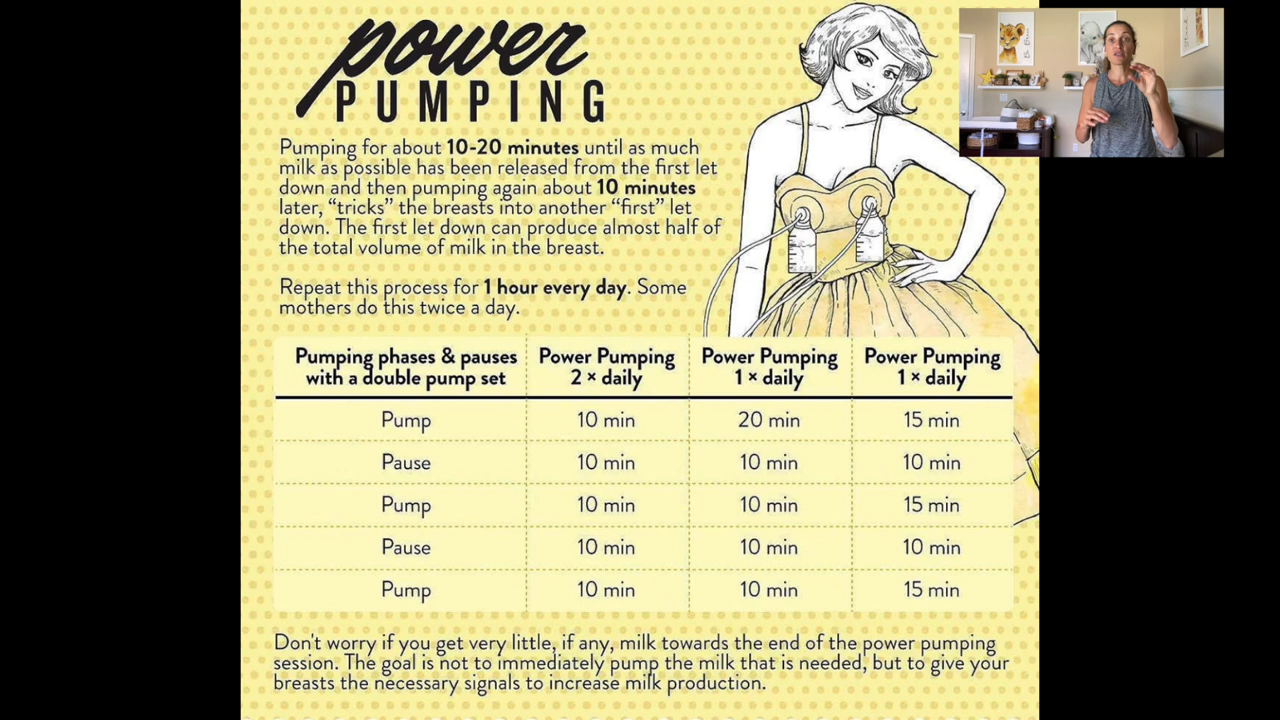 power
PUMPING
Pumping for about 10-20 minutes until as much
milk as possible has been released from the first let
down and then pumping again about 10 minutes
later, “tricks” the breasts into another “first” let
down. The first let down can produce almost half of
the total volume of milk in the breast.
Repeat this process for 1 hour every day. Some
mothers do this twice a day.
Pumping phases & pauses
with a double pump set
Power Pumping
2 × daily
Power Pumping
1 × daily
Power Pumping
1 × daily
Pump 10 min 20 min 15 min
Pause 10 min 10 min 10 min
Pump 10 min 10 min 15 min
Pause 10 min 10 min 10 min
Pump 10 min 10 min 15 min
Don't worry if you get very little, if any, milk towards the end of the power pumping
session. The goal is not to immediately pump the milk that is needed, but to give your
breasts the necessary signals to increase milk production.